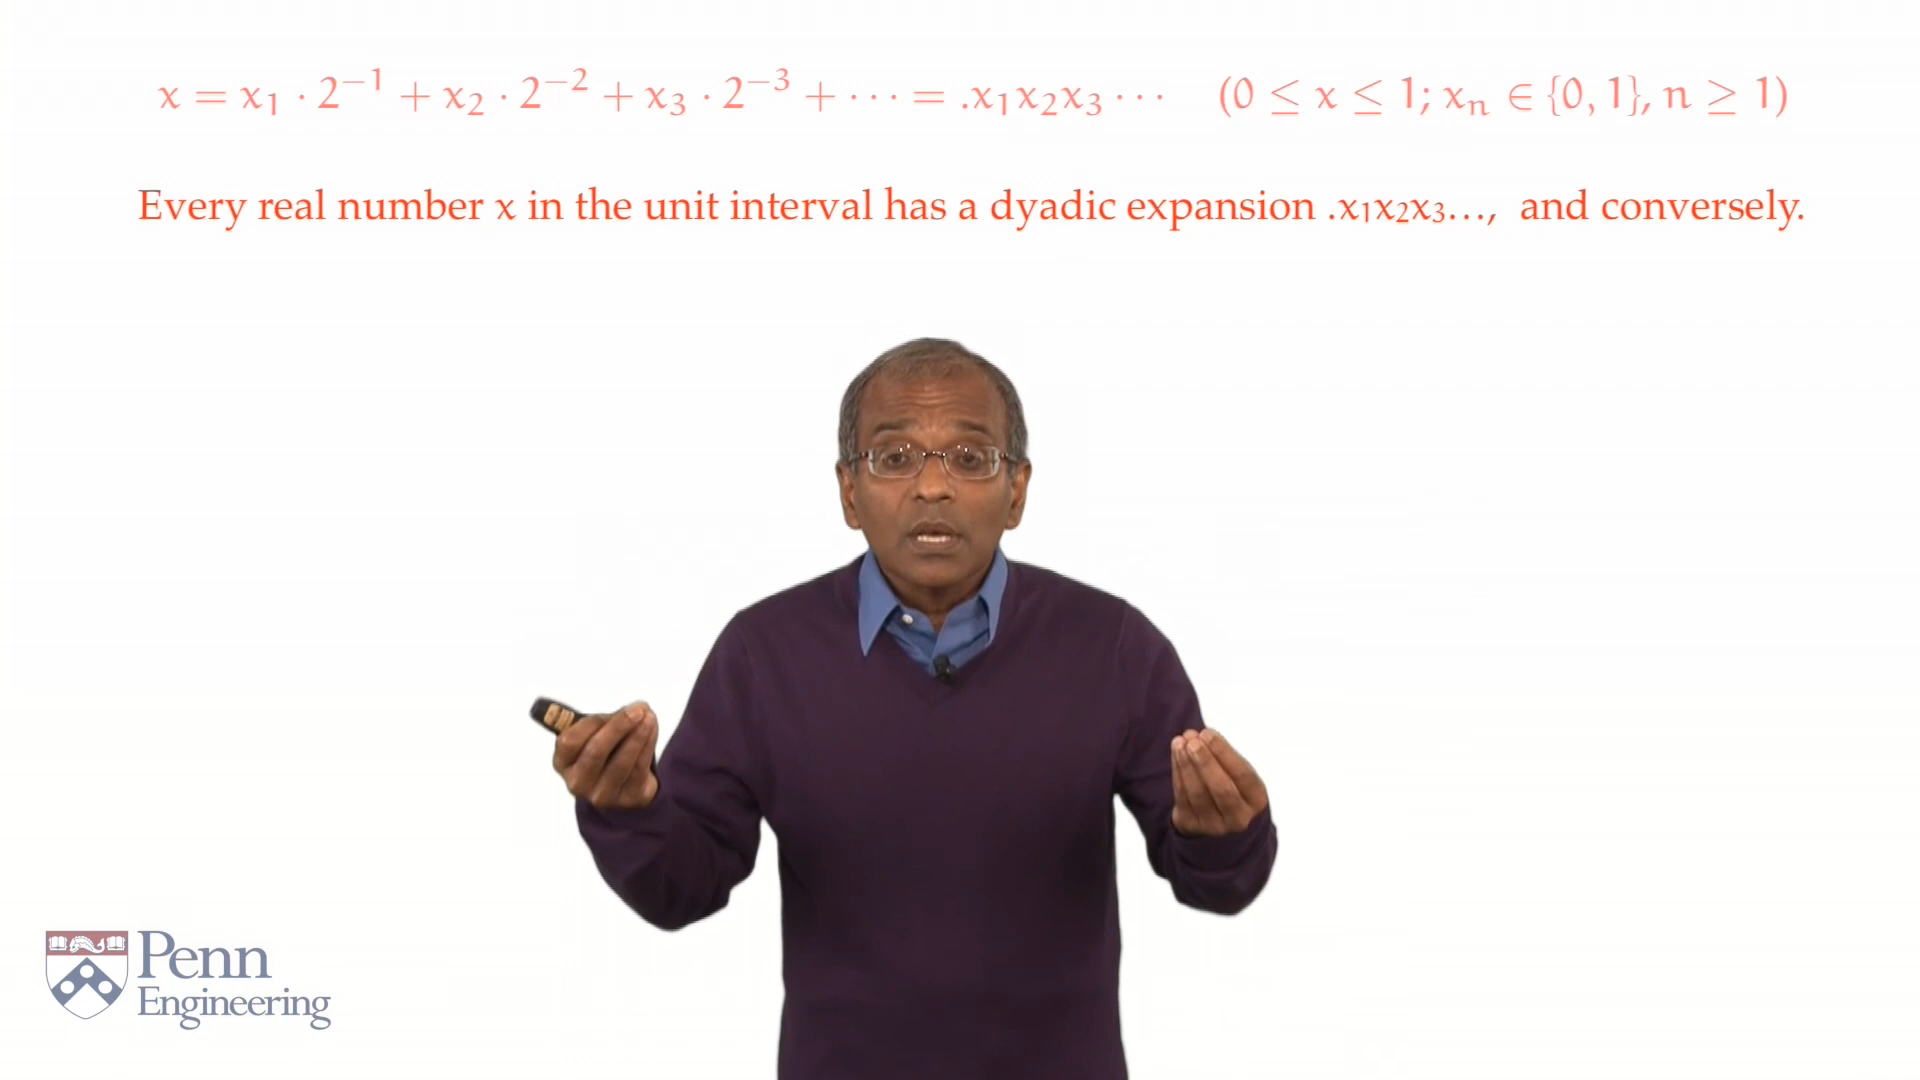 x = x₁ · 2⁻¹ + x₂ · 2⁻² + x₃ · 2⁻³ + ··· = .x₁x₂x₃ ··· (0 ≤ x ≤ 1; xₙ ∈ {0, 1}, n ≥ 1)
Every real number x in the unit interval has a dyadic expansion .x₁x₂x₃..., and conversely.
Penn
Engineering